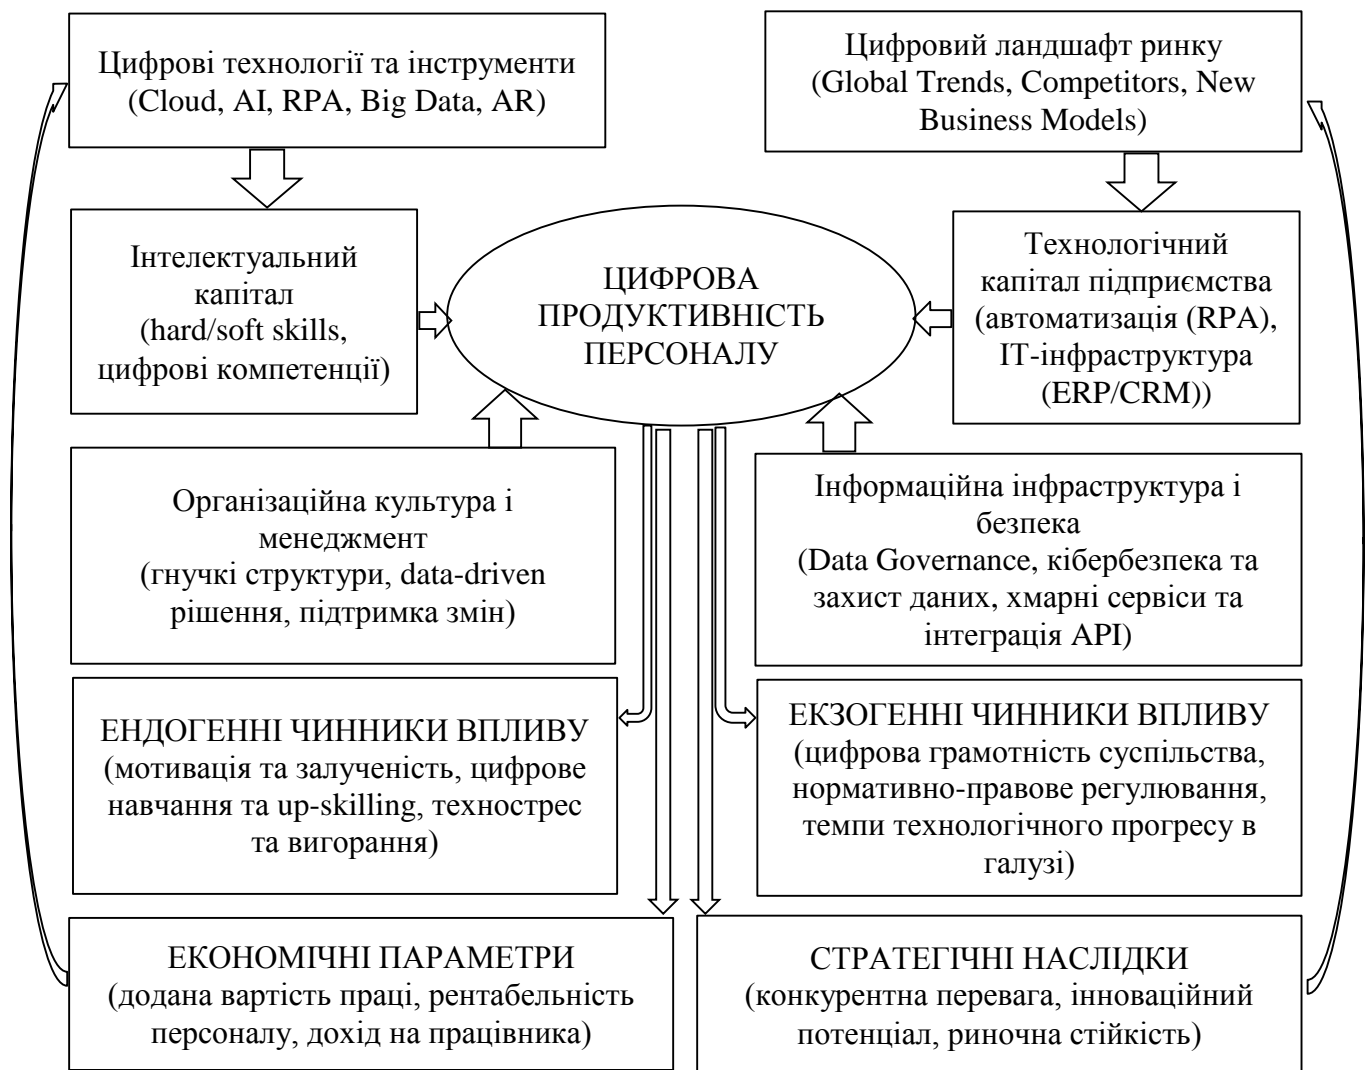 Цифрові технології та інструменти
(Cloud, AI, RPA, Big Data, AR)
Цифровий ландшафт ринку
(Global Trends, Competitors, New
Business Models)
Інтелектуальний
капітал
(hard/soft skills,
цифрові компетенції)
ЦИФРОВА
ПРОДУКТИВНІСТЬ
ПЕРСОНАЛУ
Технологічний
капітал підприємства
(автоматизація (RPA),
ІТ-інфраструктура
(ERP/CRM))
Організаційна культура і
менеджмент
(гнучкі структури, data-driven
рішення, підтримка змін)
Інформаційна інфраструктура і
безпека
(Data Governance, кібербезпека та
захист даних, хмарні сервіси та
інтеграція API)
ЕНДОГЕННІ ЧИННИКИ ВПЛИВУ
(мотивація та залученість, цифрове
навчання та up-skilling, технострес
та вигорання)
ЕКЗОГЕННІ ЧИННИКИ ВПЛИВУ
(цифрова грамотність суспільства,
нормативно-правове регулювання,
темпи технологічного прогресу в
галузі)
ЕКОНОМІЧНІ ПАРАМЕТРИ
(додана вартість праці, рентабельність
персоналу, дохід на працівника)
СТРАТЕГІЧНІ НАСЛІДКИ
(конкурентна перевага, інноваційний
потенціал, риночна стійкість)